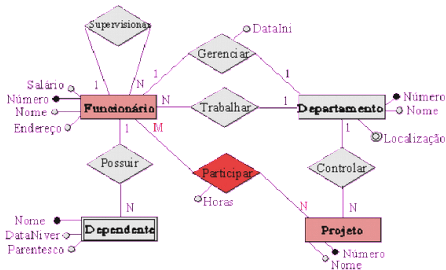 Supervisionar
DataIni
Gerenciar
1
1
Salário
1
N
Número
Funcionário
N
Trabalhar
1
Departamento
Número
Nome
Nome
Endereço
1
M
1
Localização
Possuir
Participar
Controlar
Horas
N
N
N
Nome
Dependente
DataNiver
Parentesco
Projeto
Número
Nome